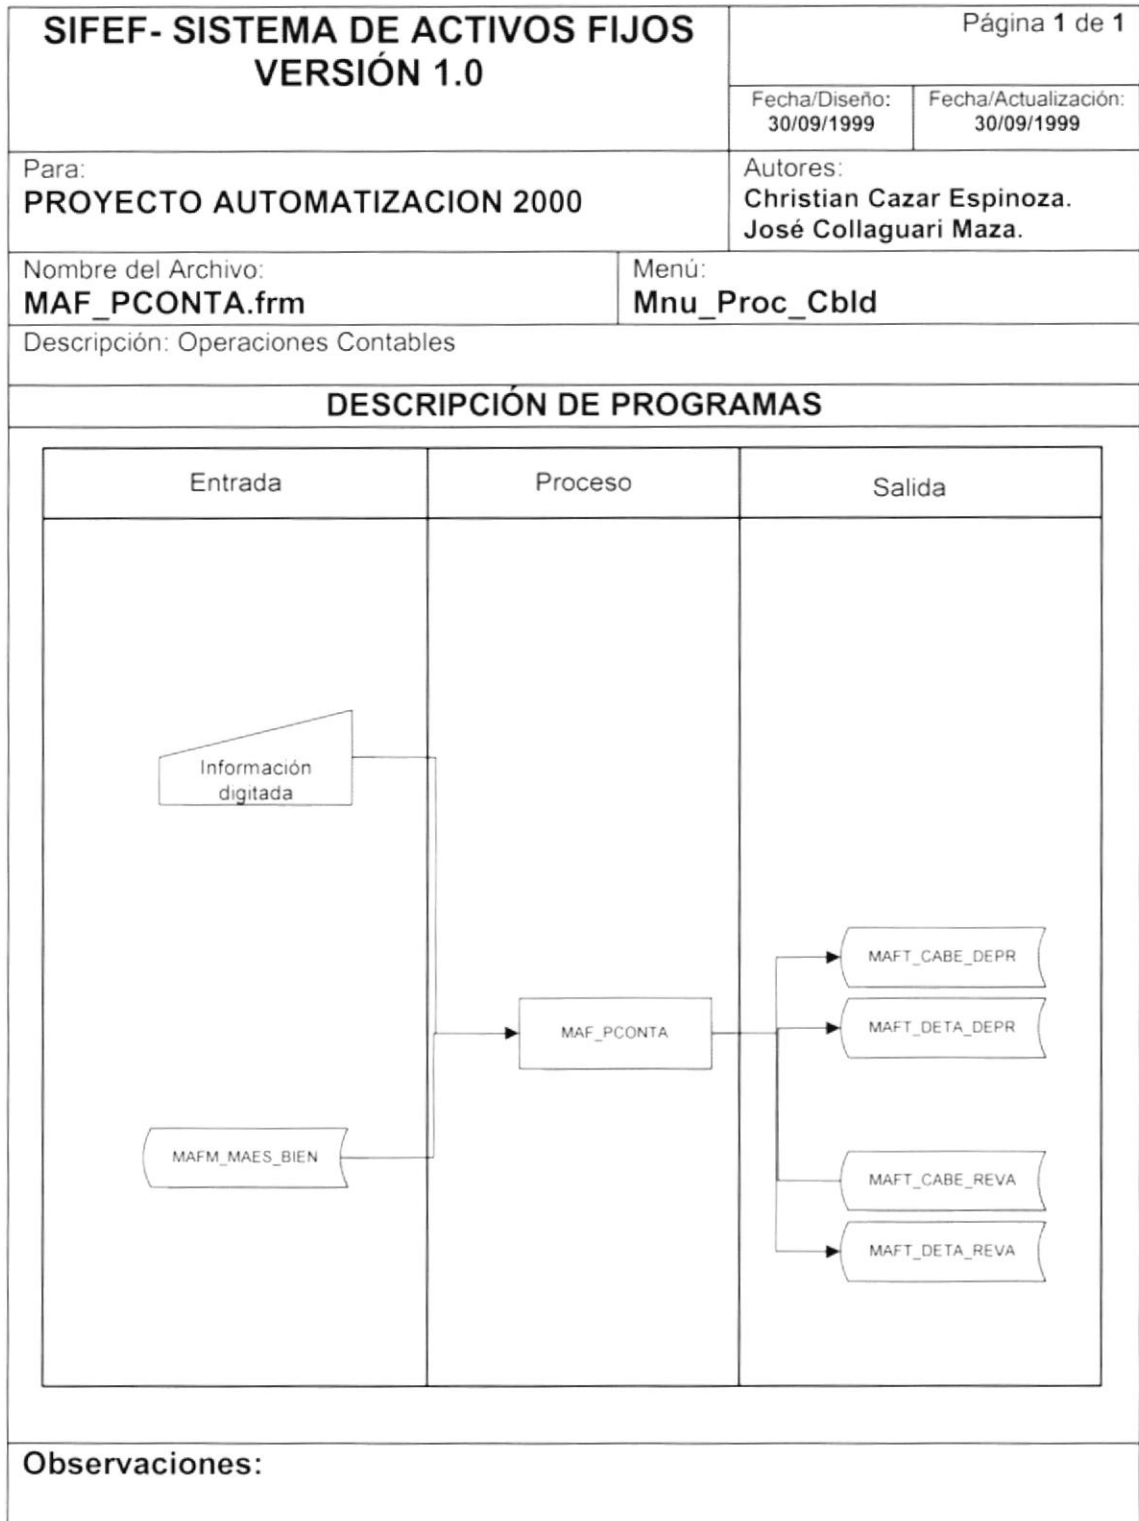 SIFEF- SISTEMA DE ACTIVOS FIJOS
VERSIÓN 1.0
Página 1 de 1
Fecha/Diseño:
30/09/1999
Fecha/Actualización:
30/09/1999
Para:
PROYECTO AUTOMATIZACION 2000
Autores:
Christian Cazar Espinoza.
José Collaguari Maza.
Nombre del Archivo:
MAF_PCONTA.frm
Menú:
Mnu_Proc_Cbld
Descripción: Operaciones Contables
DESCRIPCIÓN DE PROGRAMAS
Entrada
Proceso
Salida
Información
digitada
MAFT_CABE_DEPR
MAF_PCONTA
MAFT_DETA_DEPR
MAFM_MAES_BIEN
MAFT_CABE_REVA
MAFT_DETA_REVA
Observaciones: